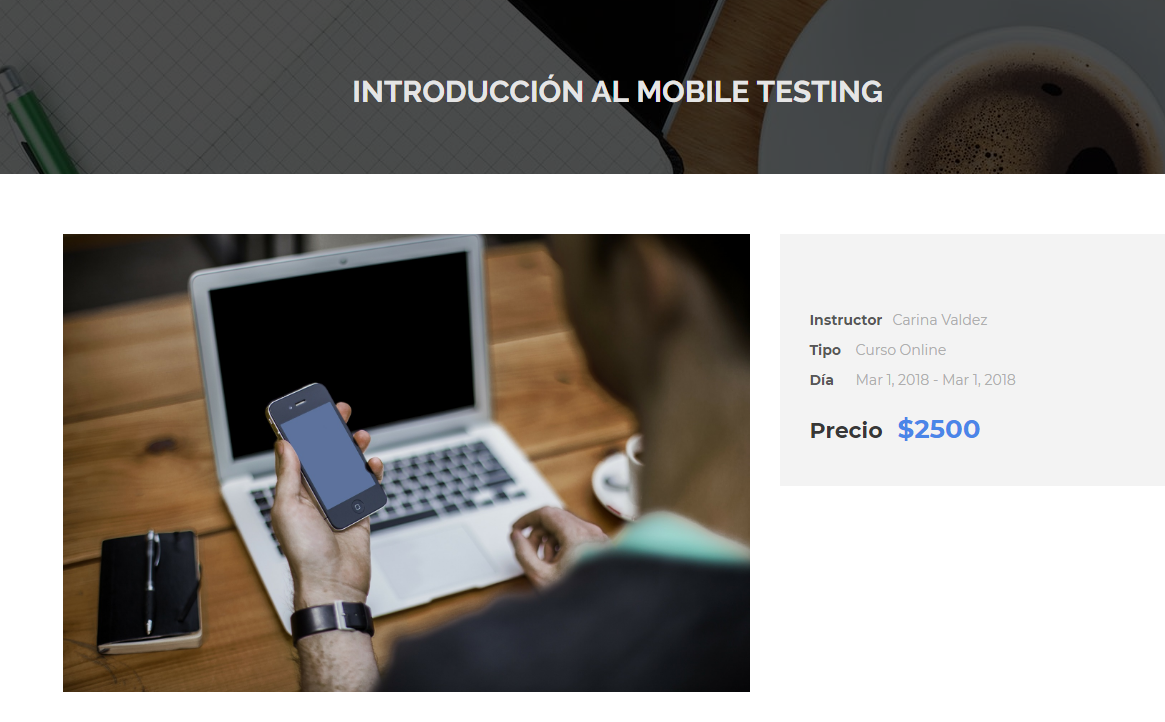 INTRODUCCIÓN AL MOBILE TESTING
Instructor Carina Valdez
Tipo Curso Online
Día Mar 1, 2018 - Mar 1, 2018
Precio $2500